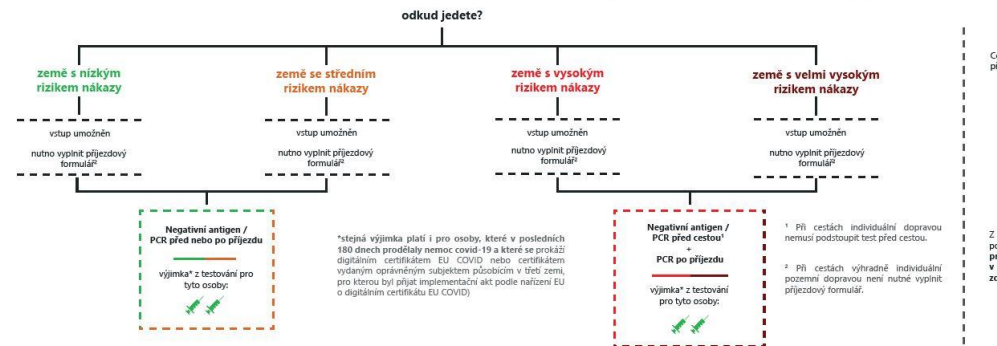 odkud jedete?
země s nízkým
rizikem nákazy
vstup umožněn
nutno vyplnit příjezdový
formulář²
země se středním
rizikem nákazy
vstup umožněn
nutno vyplnit příjezdový
formulář²
země s vysokým
rizikem nákazy
vstup umožněn
nutno vyplnit příjezdový
formulář²
země s velmi vysokým
rizikem nákazy
vstup umožněn
nutno vyplnit příjezdový
formulář²
Negativní antigen /
PCR před nebo po příjezdu
výjimka* z testování pro
tyto osoby:
*stejná výjimka platí i pro osoby, které v posledních
180 dnech prodělaly nemoc covid-19 a které se prokáží
digitálním certifikátem EU COVID nebo certifikátem
vydaným oprávněným subjektem působícím v třetí zemi,
pro kterou byl přijat implementační akt podle nařízení EU
o digitálním certifikátu EU COVID)
Negativní antigen /
PCR před cestou¹
+
PCR po příjezdu
výjimka* z testování
pro tyto osoby:
¹ Při cestách individuální dopravou
nemusí podstoupit test před cestou.
² Při cestách výhradně individuální
pozemní dopravou není nutné vyplnit
příjezdový formulář.